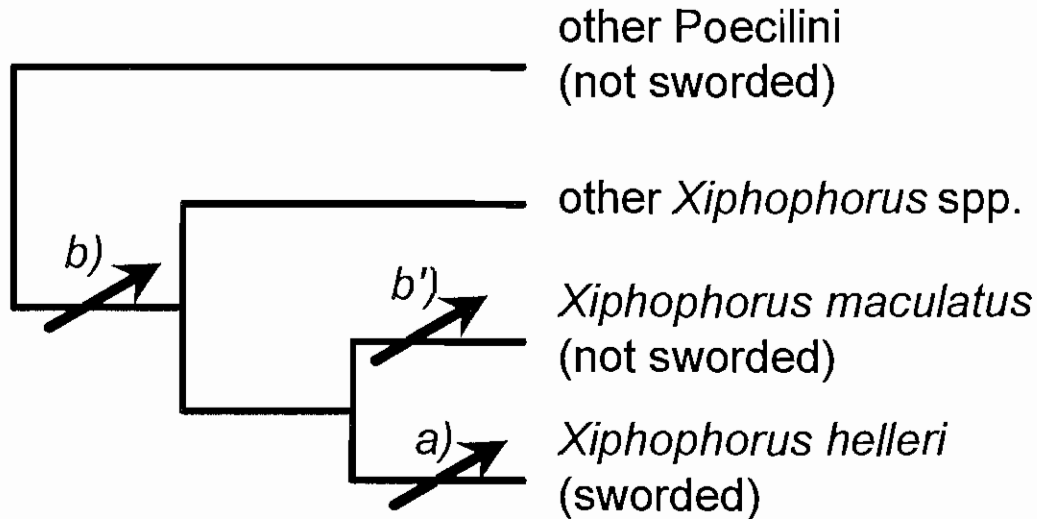 other Poecilini
(not sworded)
other Xiphophorus spp.
b)
b')
Xiphophorus maculatus
(not sworded)
a)
Xiphophorus helleri
(sworded)